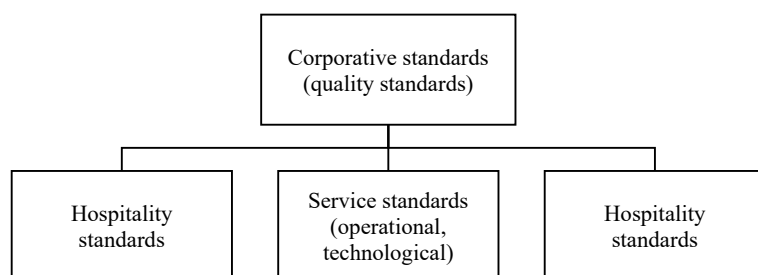 Corporative standards
(quality standards)
Hospitality
standards
Service standards
(operational,
technological)
Hospitality
standards